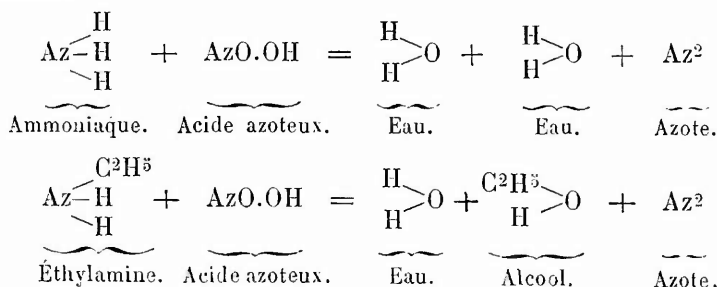 H
Az–H + AzO.OH = H H>O + H H>O + Az²
H
Ammoniaque. Acide azoteux. Eau. Eau. Azote.
C²H⁵
Az–H + AzO.OH = H H>O + C²H⁵ H>O + Az²
H
Éthylamine. Acide azoteux. Eau. Alcool. Azote.